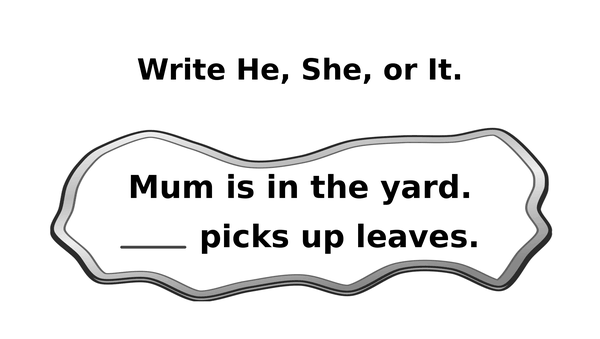 Write He, She, or It.
Mum is in the yard.
____ picks up leaves.